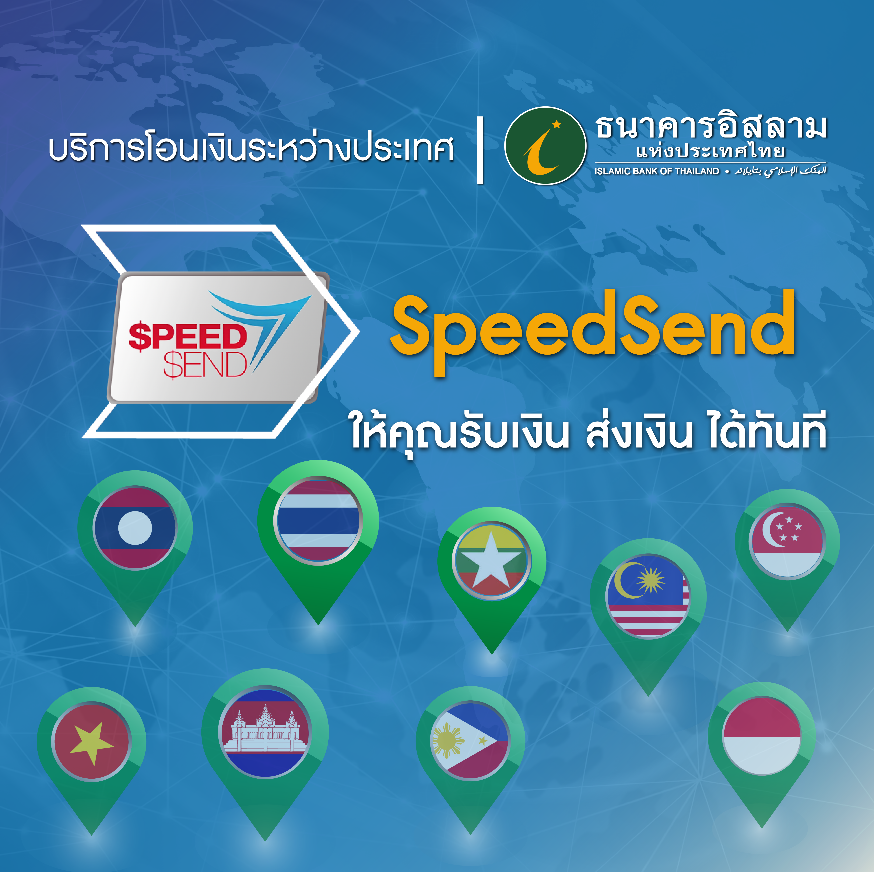 บริการโอนเงินระหว่างประเทศ
ธนาคารอิสลาม
แห่งประเทศไทย
ISLAMIC BANK OF THAILAND • البنك الإسلامي بتايلاند
$PEED
$END
SpeedSend
ให้คุณรับเงิน ส่งเงิน ได้ทันที